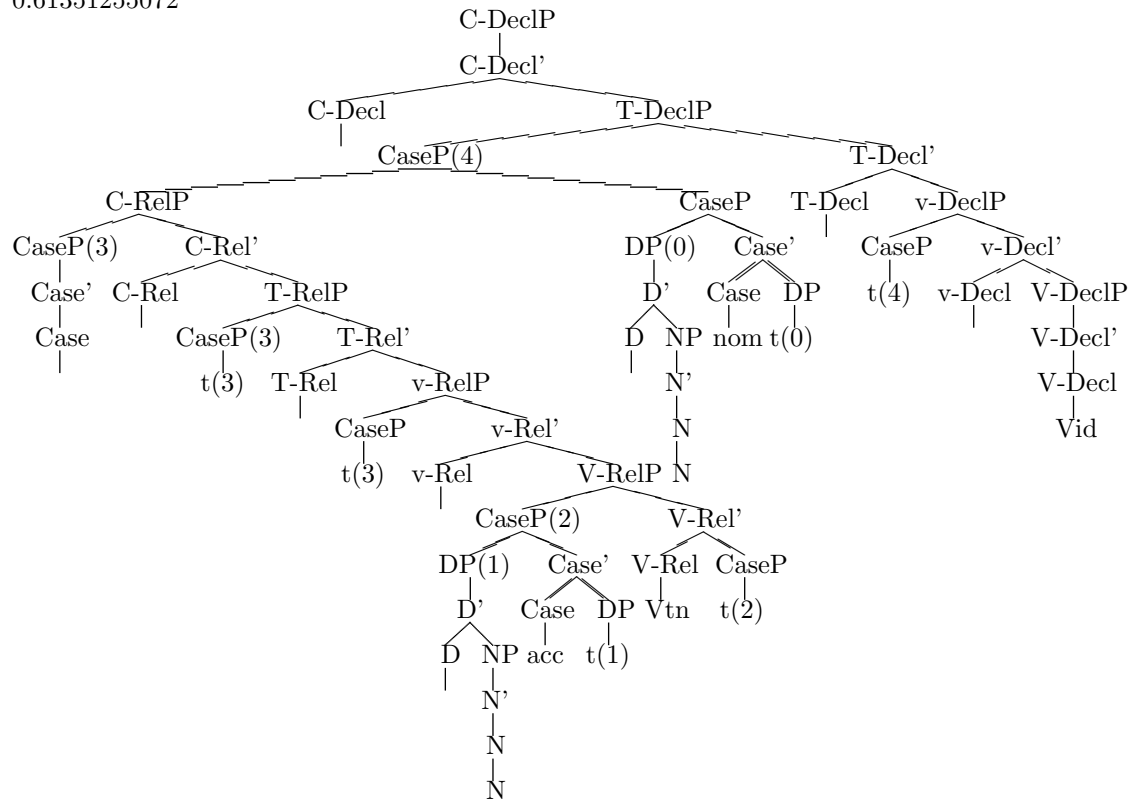 0.61351255072
C-DeclP
C-Decl'
C-Decl T-DeclP
CaseP(4) T-Decl'
C-RelP CaseP T-Decl v-DeclP
CaseP(3) C-Rel' DP(0) Case' CaseP v-Decl'
Case' C-Rel T-RelP D' Case DP t(4) v-Decl V-DeclP
Case CaseP(3) T-Rel' D NP nom t(0) V-Decl'
t(3) T-Rel v-RelP N' V-Decl
CaseP v-Rel' N Vid
t(3) v-Rel V-RelP N
CaseP(2) V-Rel'
DP(1) Case' V-Rel CaseP
D' Case DP Vtn t(2)
D NP acc t(1)
N'
N
N